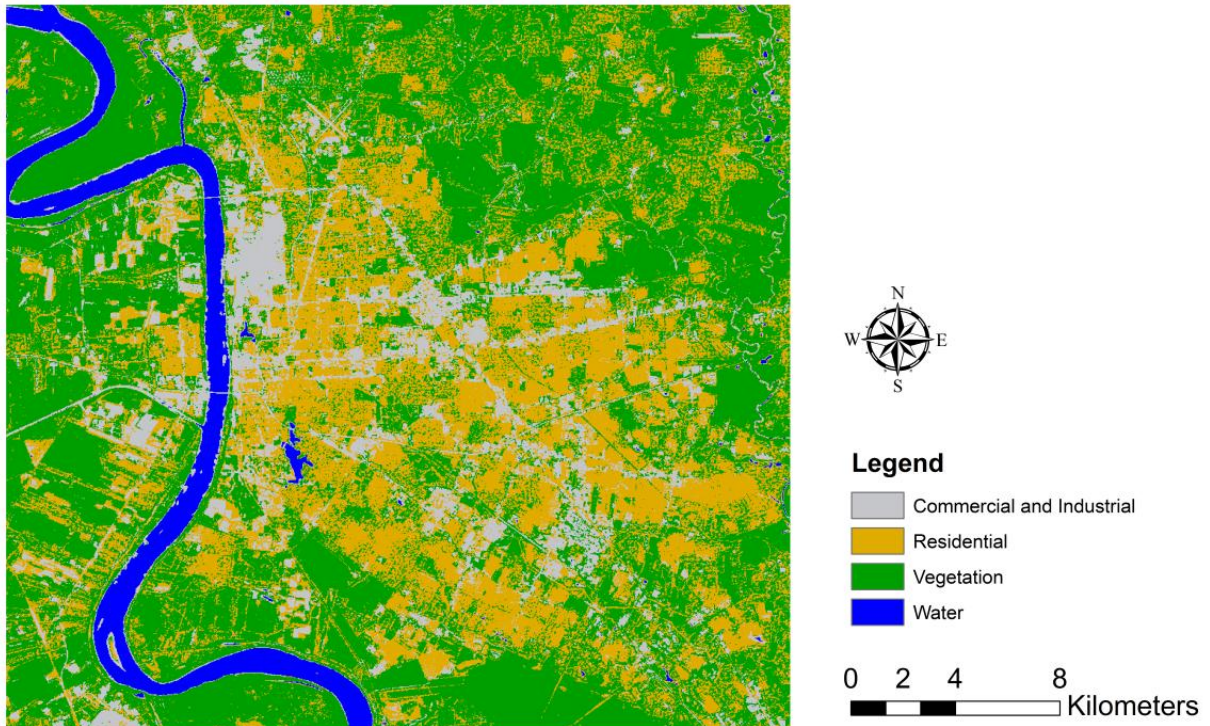 N
W E
S
Legend
Commercial and Industrial
Residential
Vegetation
Water
0 2 4 8
Kilometers